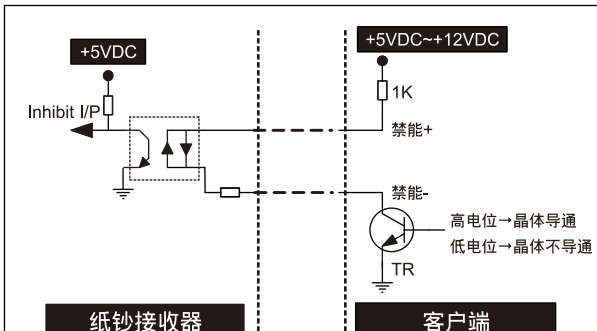 +5VDC
+5VDC~+12VDC
Inhibit I/P
1K
禁能+
禁能-
高电位→晶体导通
低电位→晶体不导通
TR
纸钞接收器
客户端